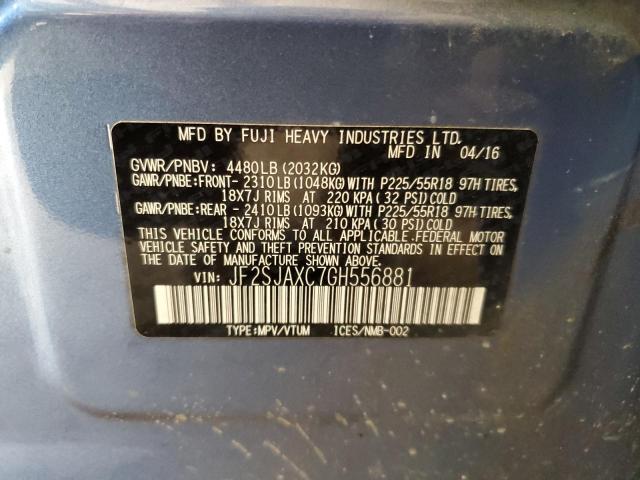 MFD BY FUJI HEAVY INDUSTRIES LTD.
MFD IN 04/16
GVWR/PNBV: 4480LB(2032KG)
GAWR/PNBE:FRONT- 2310LB(1048KG)WITH P225/55R18 97H TIRES,
18X7J RIMS AT 220 KPA( 32 PSI)COLD
GAWR/PNBE:REAR - 2410LB(1093KG)WITH P225/55R18 97H TIRES,
18X7J RIMS AT 210 KPA( 30 PSI)COLD
THIS VEHICLE CONFORMS TO ALL APPLICABLE.FEDERAL MOTOR
VEHICLE SAFETY AND THEFT PREVENTION STANDARDS IN EFFECT ON
THE DATE OF MANUFACTURE SHOWN ABOVE.
VIN: JF2SJAXC7GH556881
TYPE:MPV/VTUM ICES/NMB-002